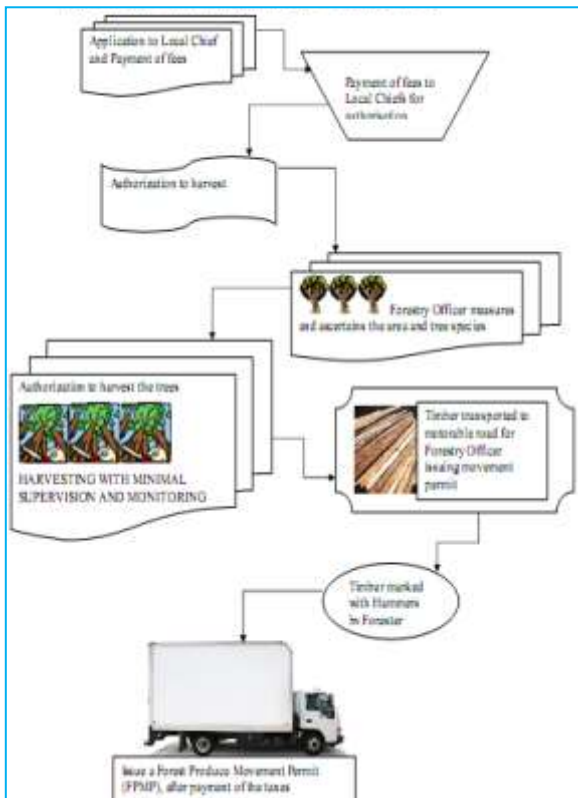 Application to Local Chief
and Payment of fees
Payment of fees to
Local Chiefs for
authorisation
Authorization to harvest
Forestry Officer measures
and ascertains the area and tree species
Authorization to harvest the trees
HARVESTING WITH MINIMAL
SUPERVISION AND MONITORING
Timber transported to
motorable road for
Forestry Officer
issuing movement
permit
Timber marked
with Hammers
by Forester
Issue a Forest Produce Movement Permit
(FPMP), after payment of the taxes